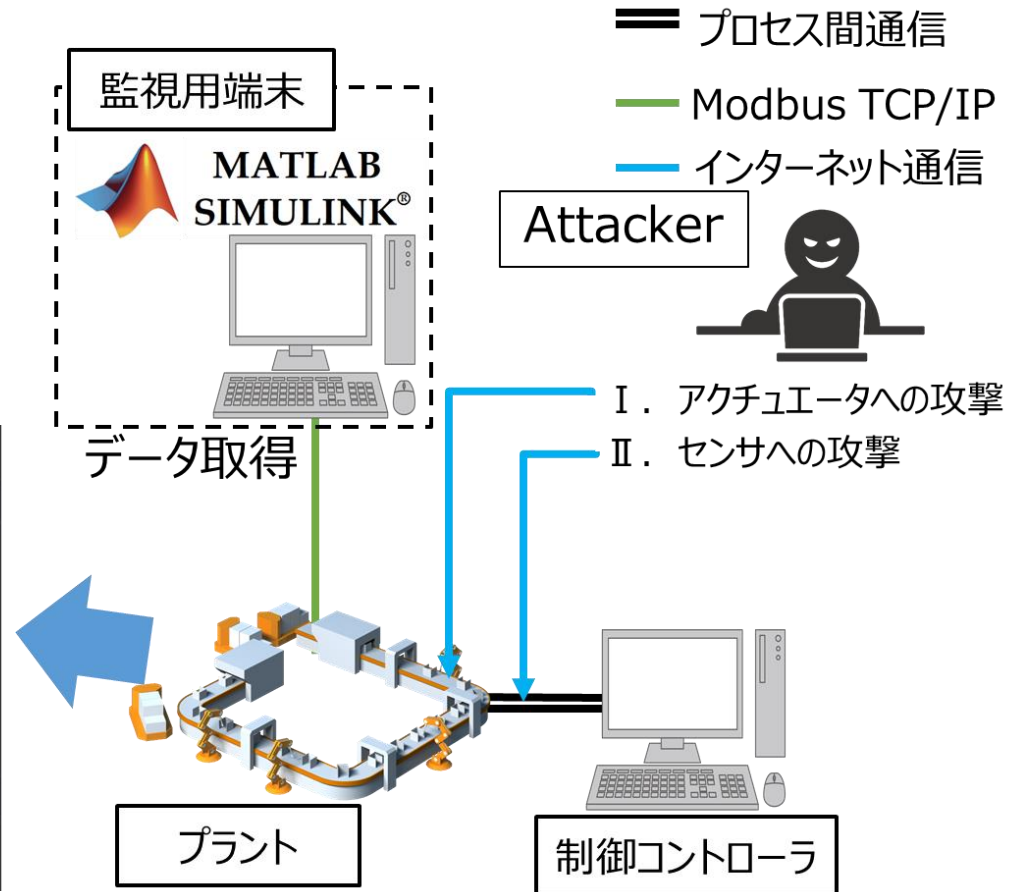 プロセス間通信
監視用端末
Modbus TCP/IP
MATLAB
SIMULINK®
インターネット通信
Attacker
Ⅰ. アクチュエータへの攻撃
データ取得
Ⅱ. センサへの攻撃
プラント
制御コントローラ